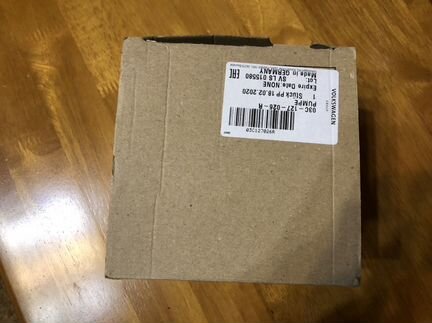 VOLKSWAGEN
03C-127-026-R
PUMPE
1 Stück PP 18.02.2020
Expire Date NONE
Lot: SV LS 015580
Made in GERMANY
EAC
03C127026R